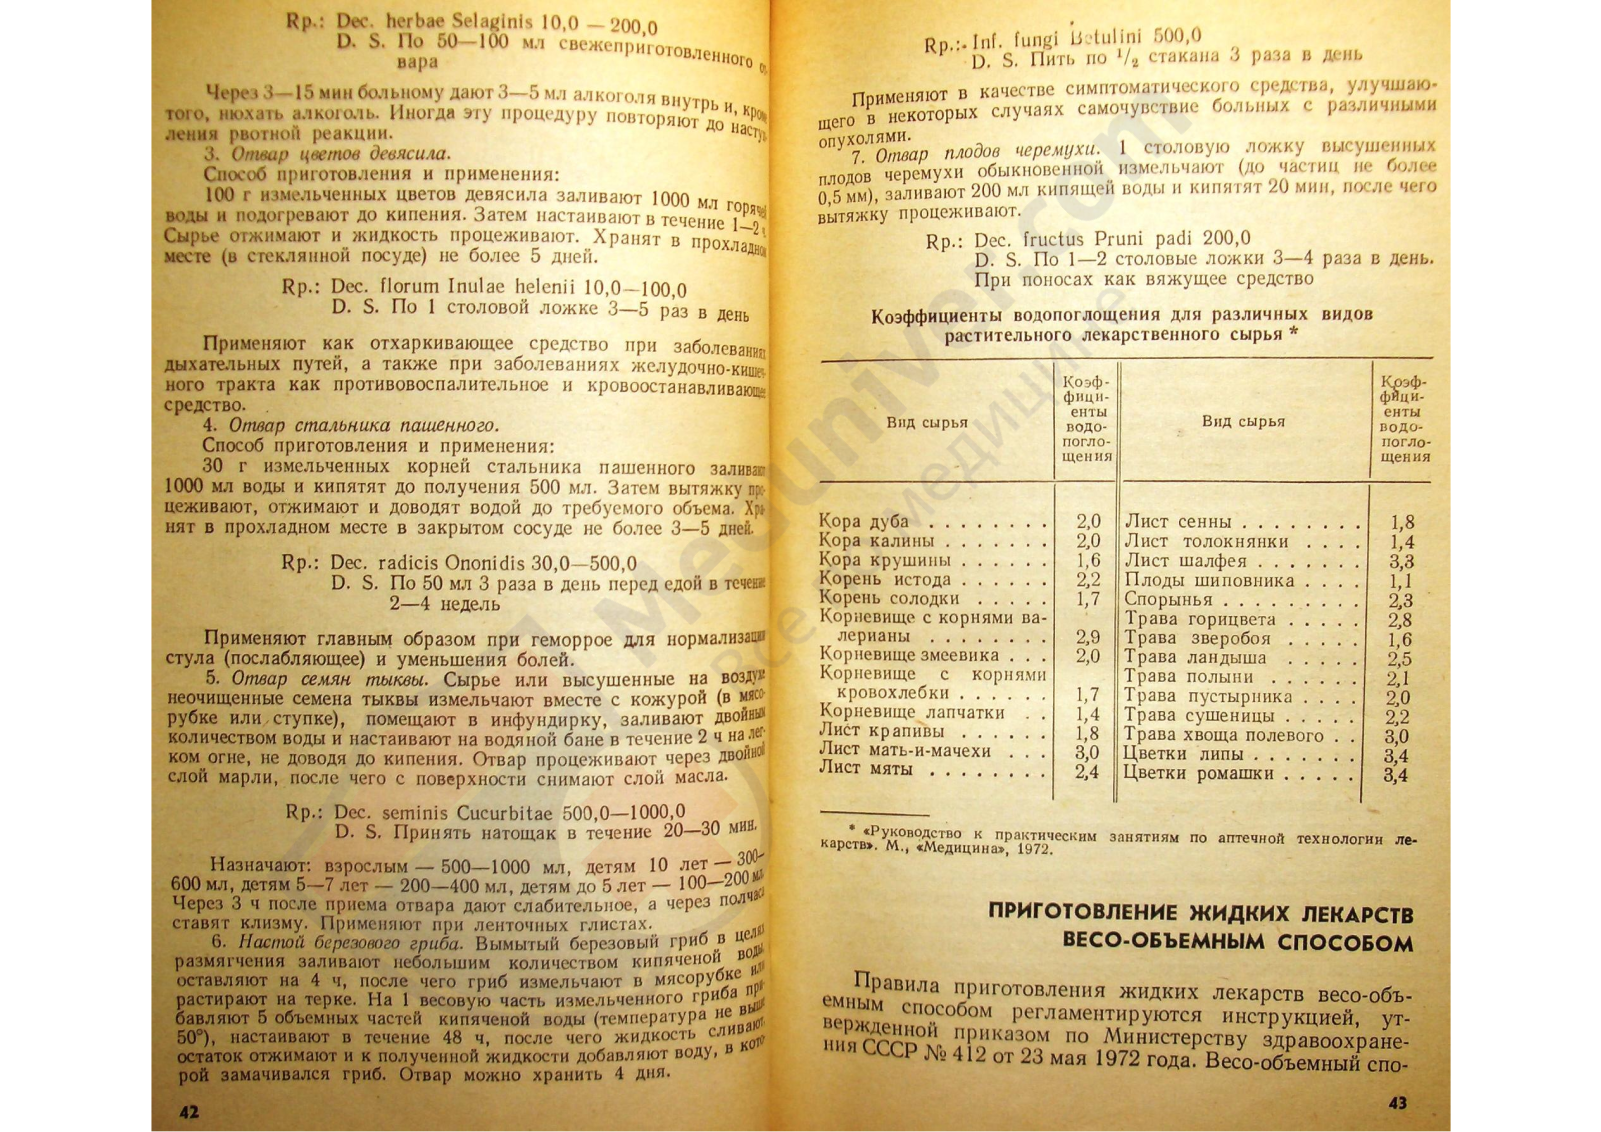 Rp.: Dec. herbae Selaginis 10,0 — 200,0
D. S. По 50—100 мл свежеприготовленного от-
вара
Через 3—15 мин больному дают 3—5 мл алкоголя внутрь и, кроме
того, нюхать алкоголь. Иногда эту процедуру повторяют до наступ-
ления рвотной реакции.
3. Отвар цветов девясила.
Способ приготовления и применения:
100 г измельченных цветов девясила заливают 1000 мл горячей
воды и подогревают до кипения. Затем настаивают в течение 1—2 ч.
Сырье отжимают и жидкость процеживают. Хранят в прохладном
месте (в стеклянной посуде) не более 5 дней.
Rp.: Dec. florum Inulae helenii 10,0—100,0
D. S. По 1 столовой ложке 3—5 раз в день
Применяют как отхаркивающее средство при заболеваниях
дыхательных путей, а также при заболеваниях желудочно-кишеч-
ного тракта как противовоспалительное и кровоостанавливающее
средство.
4. Отвар стальника пашенного.
Способ приготовления и применения:
30 г измельченных корней стальника пашенного заливают
1000 мл воды и кипятят до получения 500 мл. Затем вытяжку про-
цеживают, отжимают и доводят водой до требуемого объема. Хра-
нят в прохладном месте в закрытом сосуде не более 3—5 дней.
Rp.: Dec. radicis Ononidis 30,0—500,0
D. S. По 50 мл 3 раза в день перед едой в течение
2—4 недель
Применяют главным образом при геморрое для нормализации
стула (послабляющее) и уменьшения болей.
5. Отвар семян тыквы. Сырье или высушенные на воздухе
неочищенные семена тыквы измельчают вместе с кожурой (в мясо-
рубке или ступке), помещают в инфундирку, заливают двойным
количеством воды и настаивают на водяной бане в течение 2 ч на лег-
ком огне, не доводя до кипения. Отвар процеживают через двойной
слой марли, после чего с поверхности снимают слой масла.
Rp.: Dec. seminis Cucurbitae 500,0—1000,0
D. S. Принять натощак в течение 20—30 мин.
Назначают: взрослым — 500—1000 мл, детям 10 лет — 300—
600 мл, детям 5—7 лет — 200—400 мл, детям до 5 лет — 100—200 мл.
Через 3 ч после приема отвара дают слабительное, а через полчаса
ставят клизму. Применяют при ленточных глистах.
6. Настой березового гриба. Вымытый березовый гриб в целях
размягчения заливают небольшим количеством кипяченой воды,
оставляют на 4 ч, после чего гриб измельчают в мясорубке или
растирают на терке. На 1 весовую часть измельченного гриба при-
бавляют 5 объемных частей кипяченой воды (температура не выше
50°), настаивают в течение 48 ч, после чего жидкость сливают,
остаток отжимают и к полученной жидкости добавляют воду, в кото-
рой замачивался гриб. Отвар можно хранить 4 дня.
42
Rp.: Inf. fungi Betulini 500,0
D. S. Пить по 1/2 стакана 3 раза в день
Применяют в качестве симптоматического средства, улучшаю-
щего в некоторых случаях самочувствие больных с различными
опухолями.
7. Отвар плодов черемухи. 1 столовую ложку высушенных
плодов черемухи обыкновенной измельчают (до частиц не более
0,5 мм), заливают 200 мл кипящей воды и кипятят 20 мин, после чего
вытяжку процеживают.
Rp.: Dec. fructus Pruni padi 200,0
D. S. По 1—2 столовые ложки 3—4 раза в день.
При поносах как вяжущее средство
Коэффициенты водопоглощения для различных видов
растительного лекарственного сырья *
Вид сырья
Коэф-
фици-
енты
водо-
погло-
щения
Вид сырья
Коэф-
фици-
енты
водо-
погло-
щения
Кора дуба . . . . . . . . 2,0
Кора калины . . . . . . . 2,0
Кора крушины . . . . . . 1,6
Корень истода . . . . . . 2,2
Корень солодки . . . . . 1,7
Корневище с корнями ва-
лерианы . . . . . . . . 2,9
Корневище змеевика . . . 2,0
Корневище с корнями
кровохлебки . . . . . . 1,7
Корневище лапчатки . . 1,4
Лист крапивы . . . . . . 1,8
Лист мать-и-мачехи . . . 3,0
Лист мяты . . . . . . . . 2,4
Лист сенны . . . . . . . . 1,8
Лист толокнянки . . . . 1,4
Лист шалфея . . . . . . . 3,3
Плоды шиповника . . . . 1,1
Спорынья . . . . . . . . . 2,3
Трава горицвета . . . . . 2,8
Трава зверобоя . . . . . 1,6
Трава ландыша . . . . . 2,5
Трава полыни . . . . . . 2,1
Трава пустырника . . . . 2,0
Трава сушеницы . . . . . 2,2
Трава хвоща полевого . . 3,0
Цветки липы . . . . . . . 3,4
Цветки ромашки . . . . . 3,4
* «Руководство к практическим занятиям по аптечной технологии ле-
карств». М., «Медицина», 1972.
ПРИГОТОВЛЕНИЕ ЖИДКИХ ЛЕКАРСТВ
ВЕСО-ОБЪЕМНЫМ СПОСОБОМ
Правила приготовления жидких лекарств весо-объ-
емным способом регламентируются инструкцией, ут-
вержденной приказом по Министерству здравоохране-
ния СССР № 412 от 23 мая 1972 года. Весо-объемный спо-
43
Meduniver.com
Все по медицине